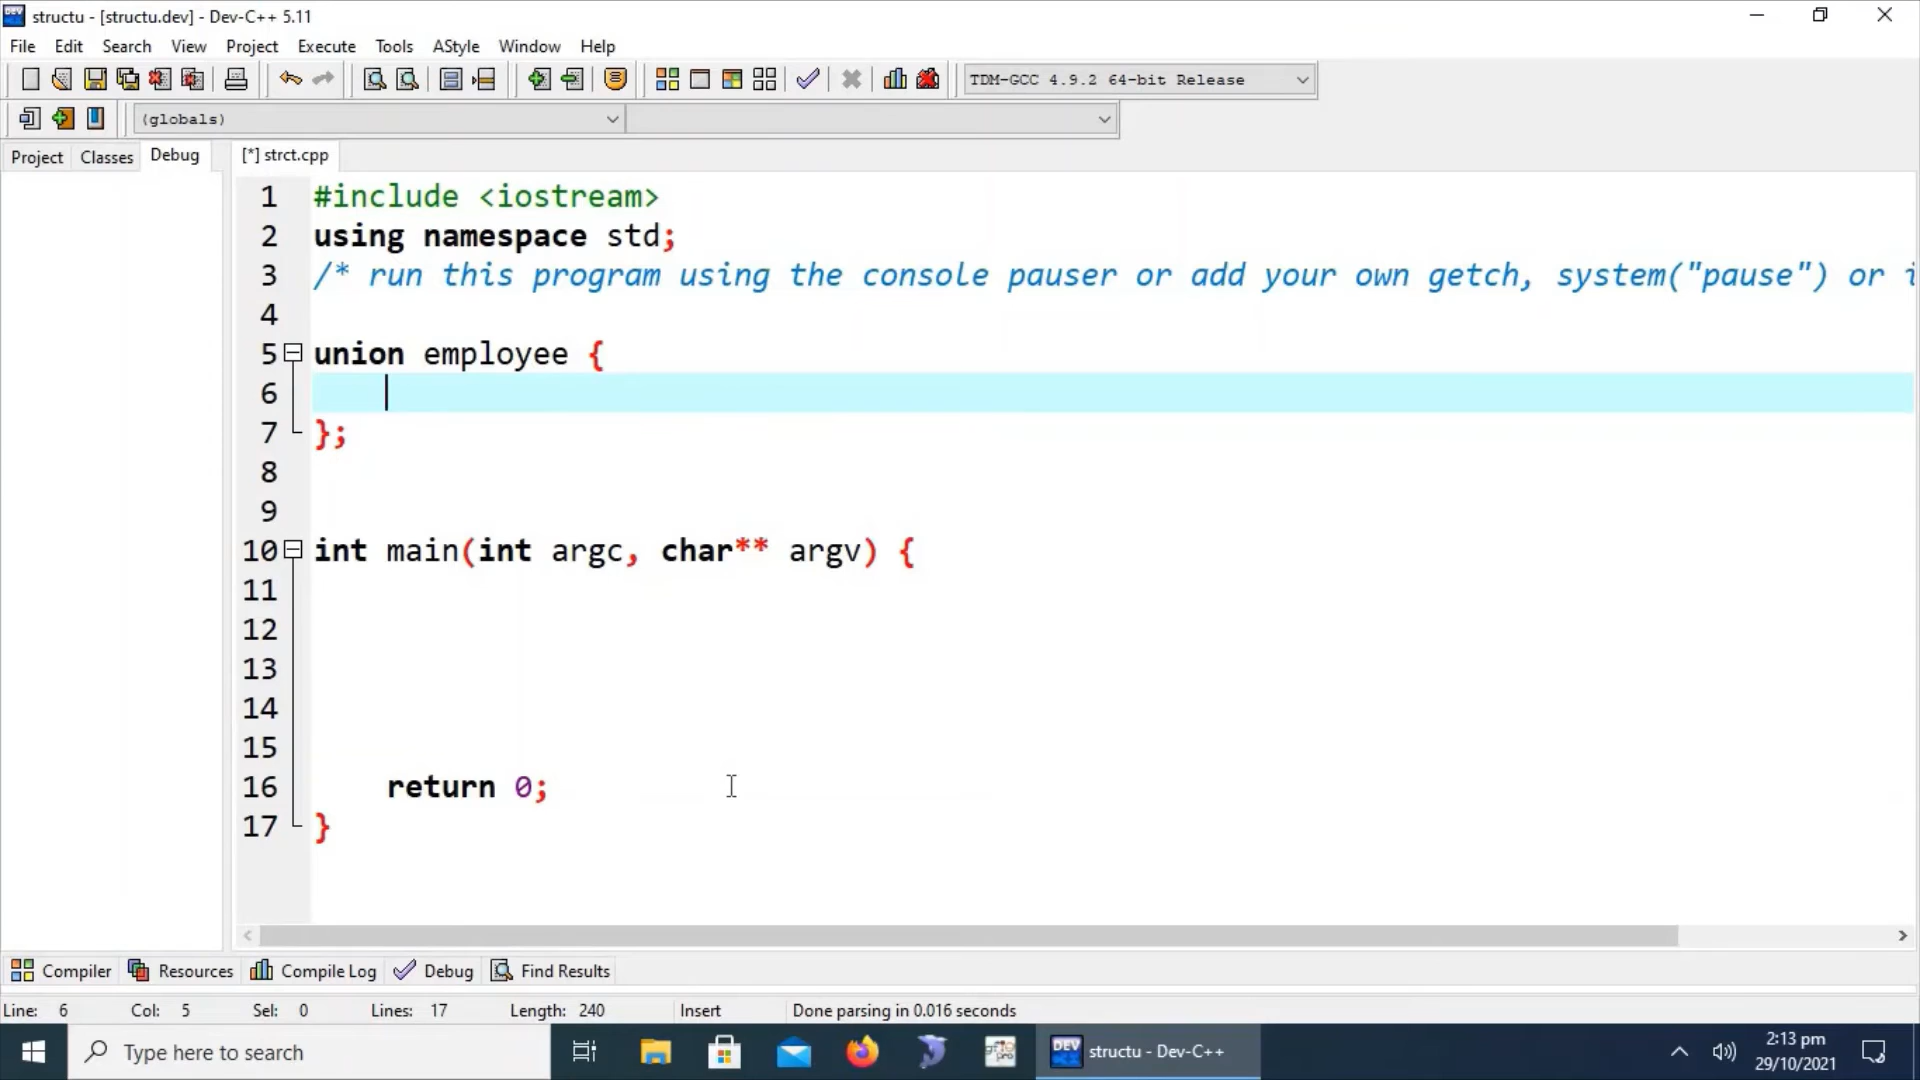 structu - [structu.dev] - Dev-C++ 5.11
File Edit Search View Project Execute Tools AStyle Window Help
TDM-GCC 4.9.2 64-bit Release
(globals)
Project Classes Debug [*] strct.cpp
1 #include <iostream>
2 using namespace std;
3 /* run this program using the console pauser or add your own getch, system("pause") or i
4
5 union employee {
6
7 };
8
9
10 int main(int argc, char** argv) {
11
12
13
14
15
16 return 0;
17 }
Compiler Resources Compile Log Debug Find Results
Line: 6 Col: 5 Sel: 0 Lines: 17 Length: 240 Insert Done parsing in 0.016 seconds
Type here to search
DEV structu - Dev-C++
2:13 pm
29/10/2021